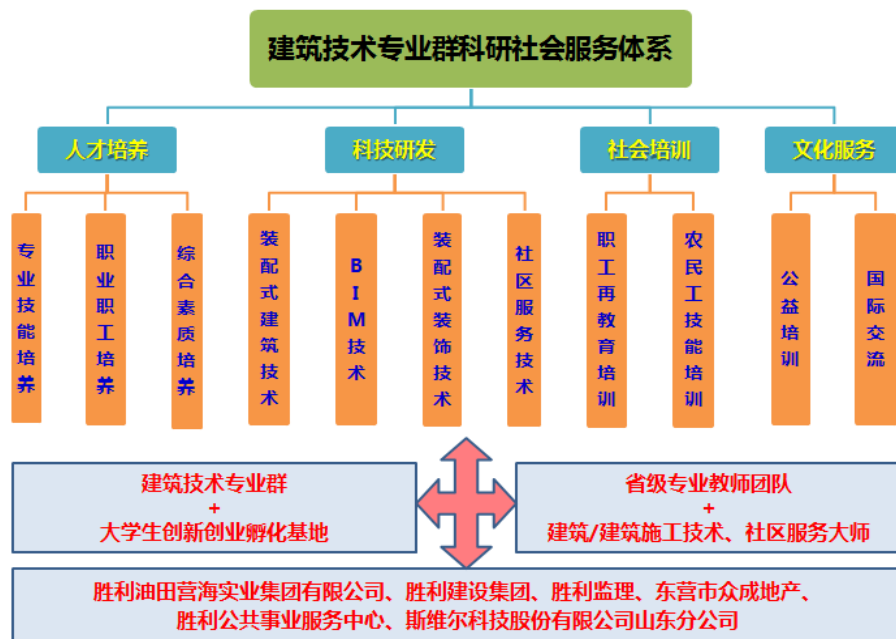 建筑技术专业群科研社会服务体系
人才培养
科技研发
社会培训
文化服务
专业技能培养
职业职工培养
综合素质培养
装配式建筑技术
BIM技术
装配式装饰技术
社区服务技术
职工再教育培训
农民工技能培训
公益培训
国际交流
建筑技术专业群
+
大学生创新创业孵化基地
省级专业教师团队
+
建筑/建筑施工技术、社区服务大师
胜利油田营海实业集团有限公司、胜利建设集团、胜利监理、东营市众成地产、
胜利公共事业服务中心、斯维尔科技股份有限公司山东分公司